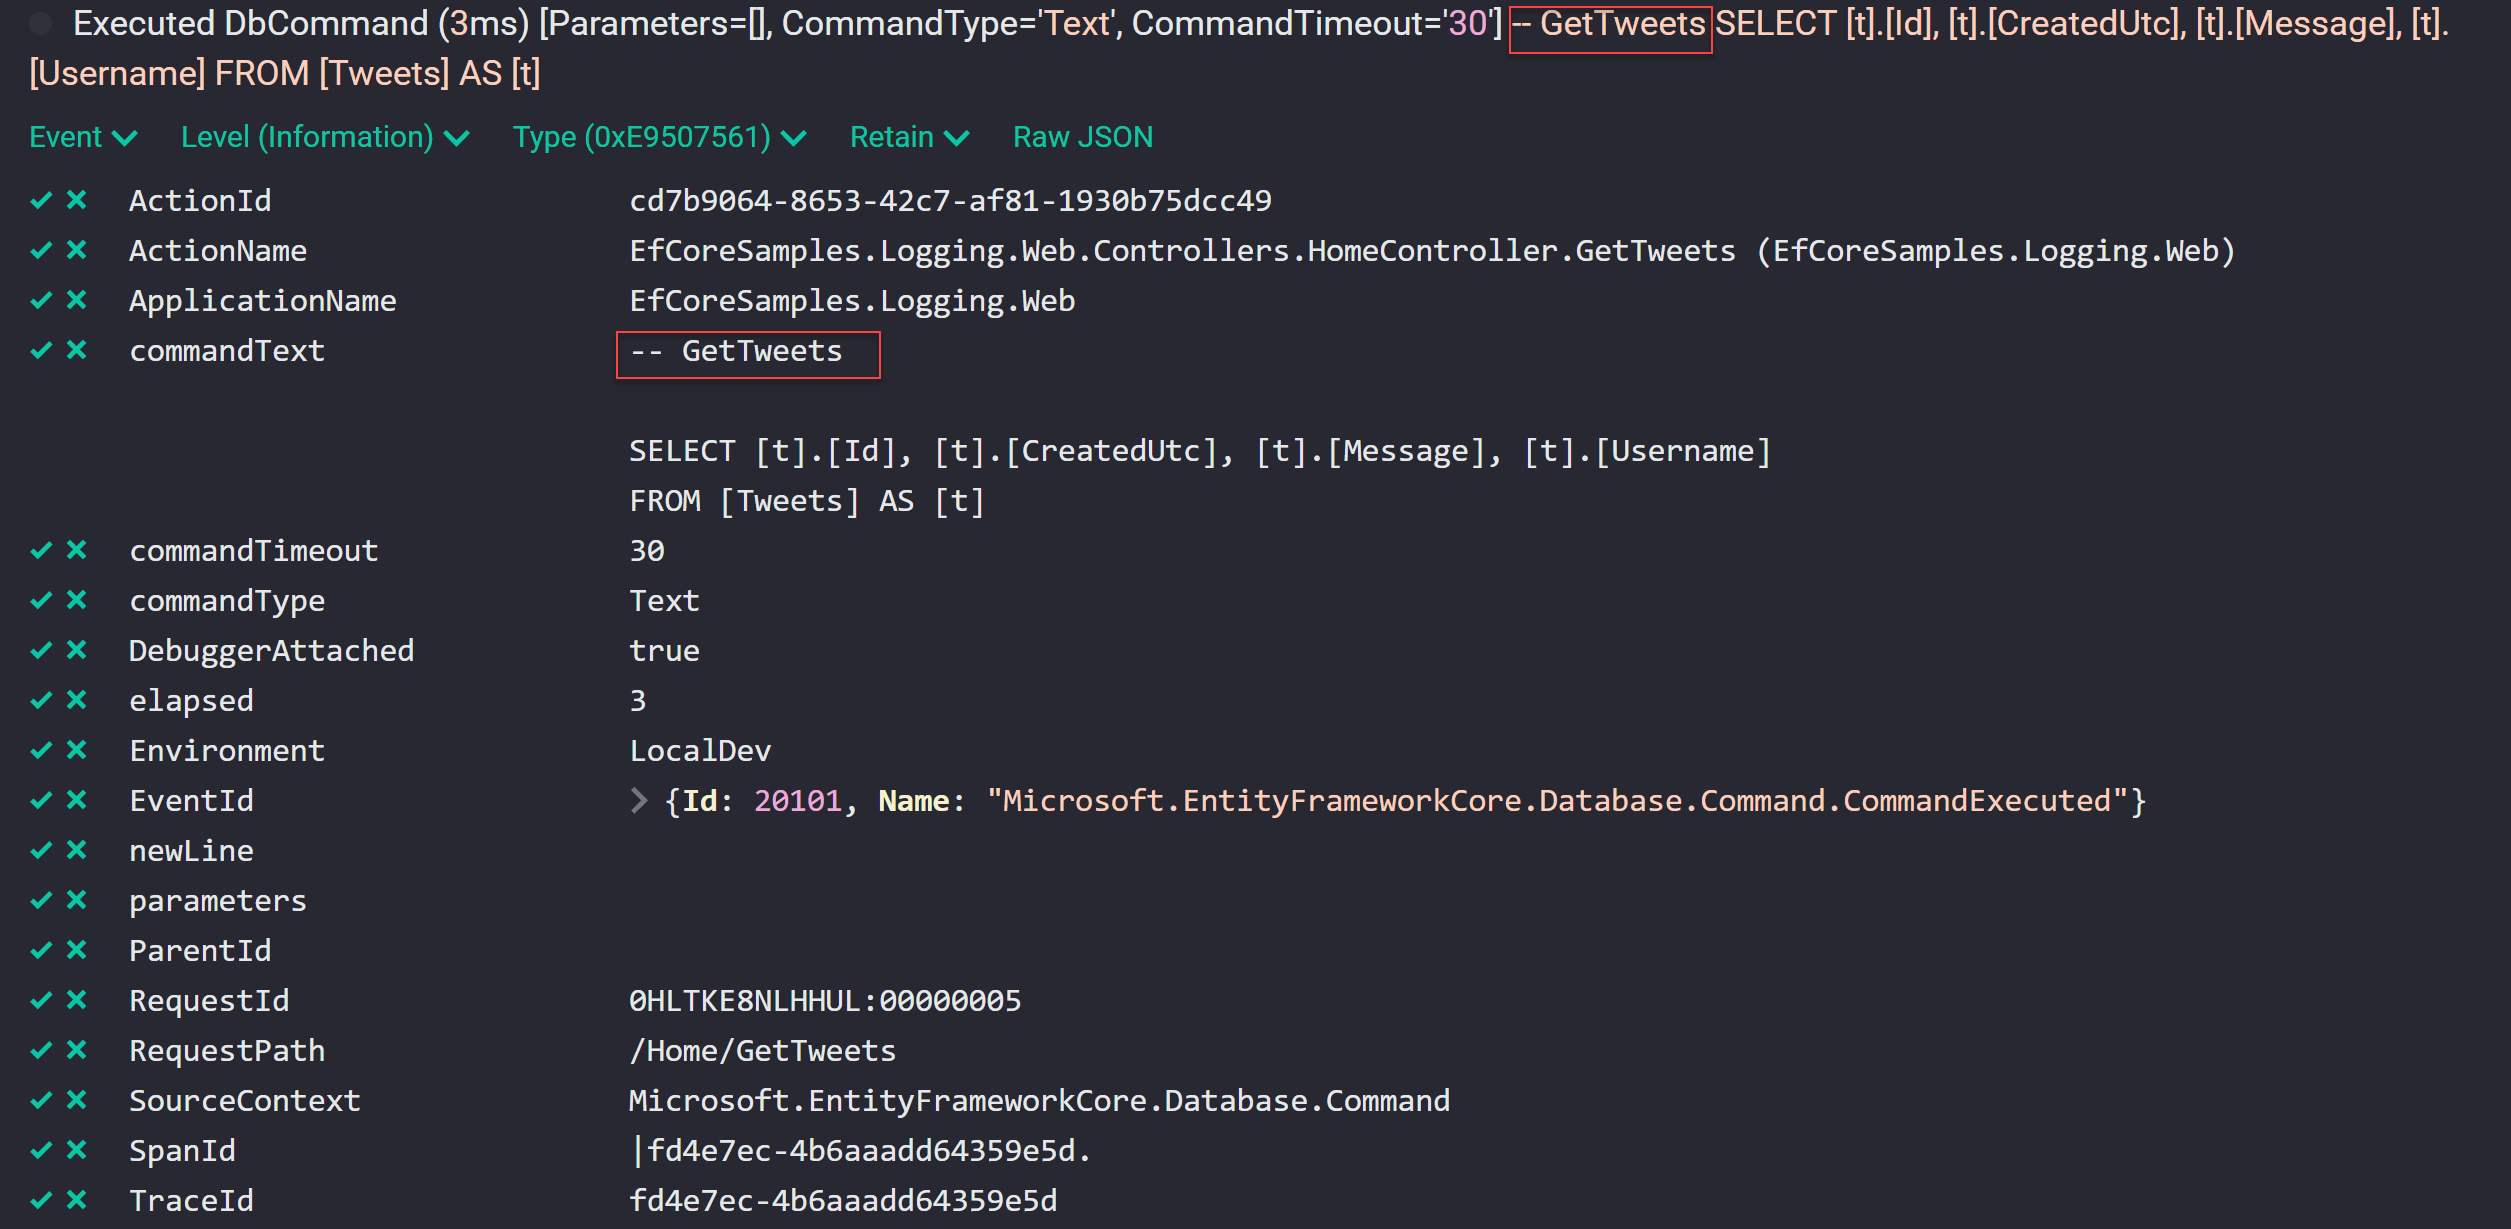 Executed DbCommand (3ms) [Parameters=[], CommandType='Text', CommandTimeout='30'] -- GetTweets SELECT [t].[Id], [t].[CreatedUtc], [t].[Message], [t].
[Username] FROM [Tweets] AS [t]
Event Level (Information) Type (0xE9507561) Retain Raw JSON
ActionId cd7b9064-8653-42c7-af81-1930b75dcc49
ActionName EfCoreSamples.Logging.Web.Controllers.HomeController.GetTweets (EfCoreSamples.Logging.Web)
ApplicationName EfCoreSamples.Logging.Web
commandText -- GetTweets
SELECT [t].[Id], [t].[CreatedUtc], [t].[Message], [t].[Username]
FROM [Tweets] AS [t]
commandTimeout 30
commandType Text
DebuggerAttached true
elapsed 3
Environment LocalDev
EventId {Id: 20101, Name: "Microsoft.EntityFrameworkCore.Database.Command.CommandExecuted"}
newLine
parameters
ParentId
RequestId 0HLTKE8NLHHUL:00000005
RequestPath /Home/GetTweets
SourceContext Microsoft.EntityFrameworkCore.Database.Command
SpanId |fd4e7ec-4b6aaadd64359e5d.
TraceId fd4e7ec-4b6aaadd64359e5d